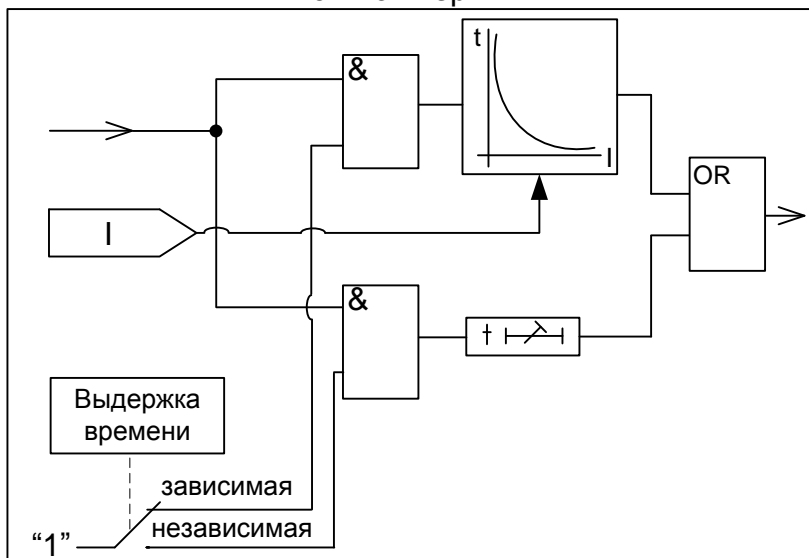 &
t
I
OR
I
&
t
Выдержка
времени
зависимая
независимая
“1”